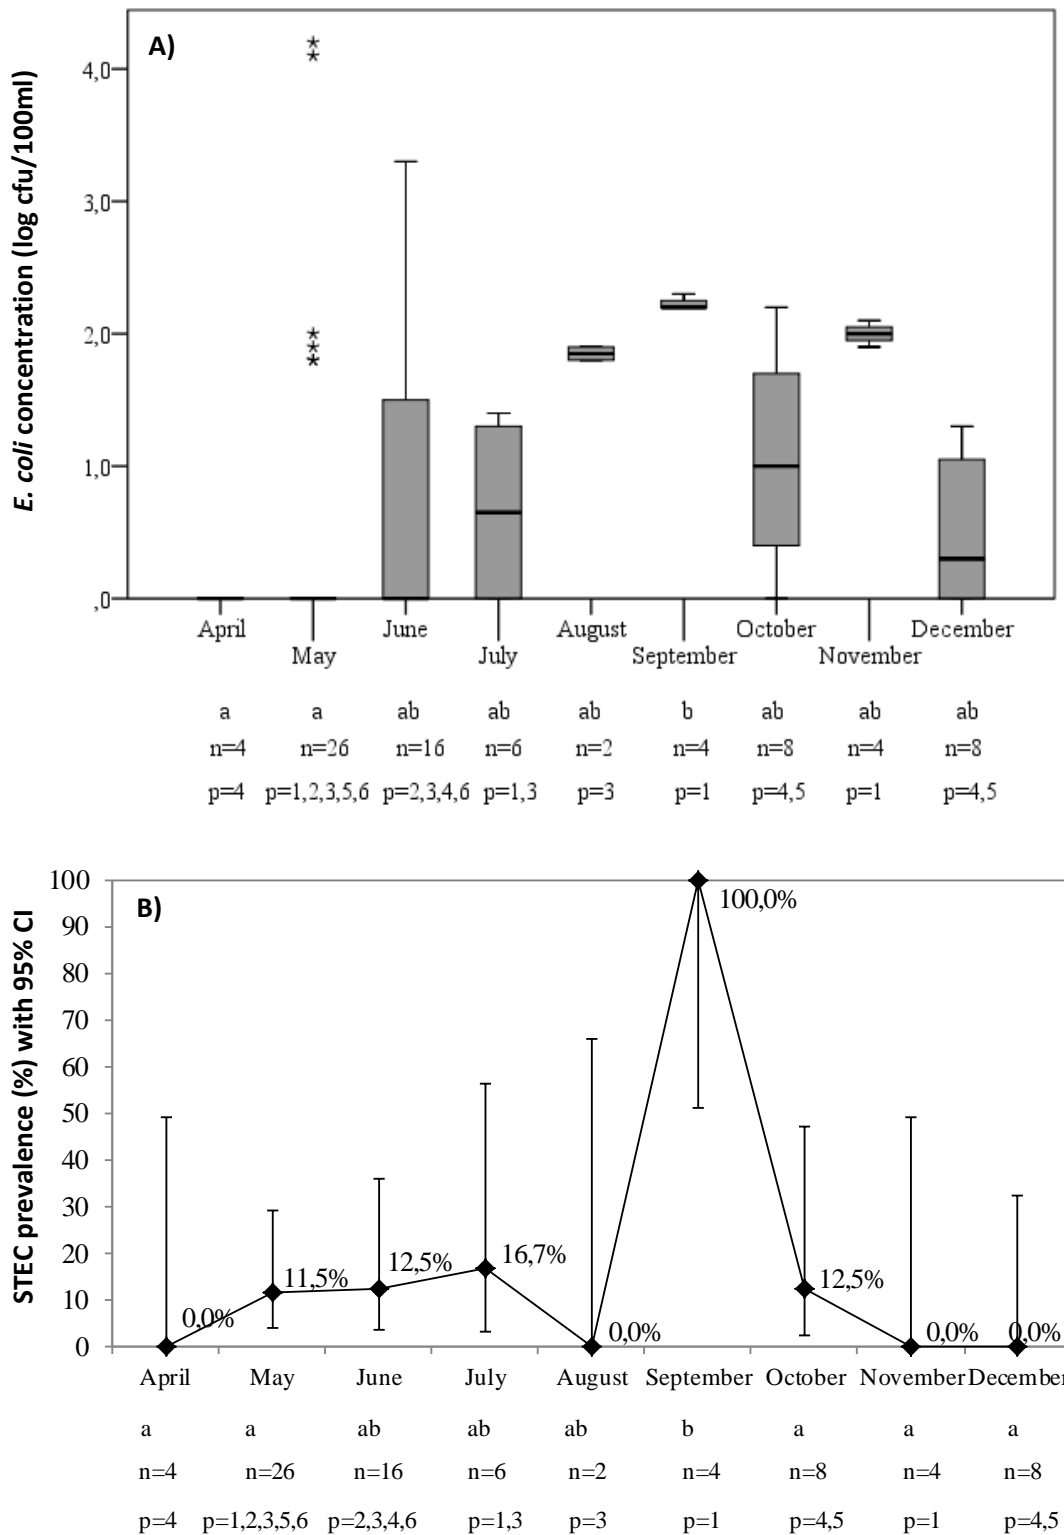 A)
E. coli concentration (log cfu/100ml)
4,0
3,0
2,0
1,0
,0
April June August October December
May July September November
a a ab ab ab b ab ab ab
n=4 n=26 n=16 n=6 n=2 n=4 n=8 n=4 n=8
p=4 p=1,2,3,5,6 p=2,3,4,6 p=1,3 p=3 p=1 p=4,5 p=1 p=4,5
B)
STEC prevalence (%) with 95% CI
100
90
80
70
60
50
40
30
20
10
0
0,0%
11,5%
12,5%
16,7%
0,0%
100,0%
12,5%
0,0%
0,0%
April May June July August September October November December
a a ab ab ab b a a a
n=4 n=26 n=16 n=6 n=2 n=4 n=8 n=4 n=8
p=4 p=1,2,3,5,6 p=2,3,4,6 p=1,3 p=3 p=1 p=4,5 p=1 p=4,5